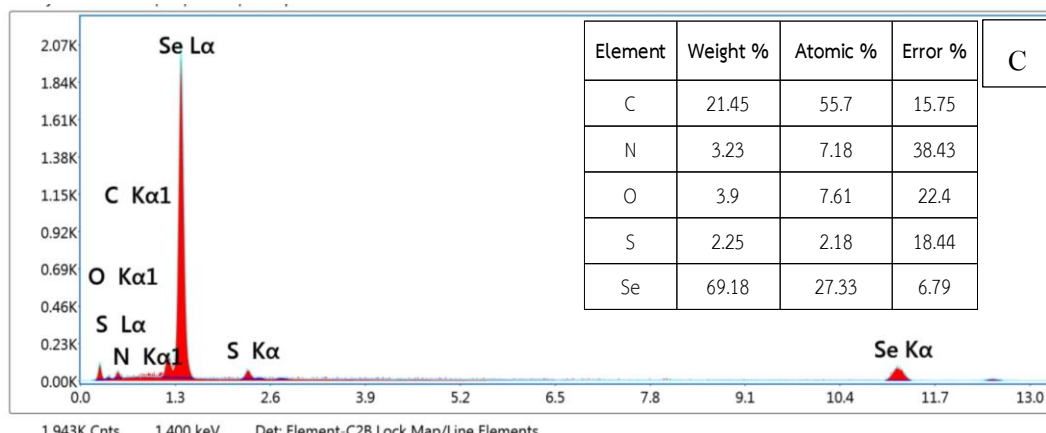 2.07K
1.84K
1.61K
1.38K
1.15K
0.92K
0.69K
0.46K
0.23K
0.00K
Se Lα
C Kα1
O Kα1
S Lα
N Kα1
S Kα
Se Kα
0.0 1.3 2.6 3.9 5.2 6.5 7.8 9.1 10.4 11.7 13.0
Element Weight % Atomic % Error %
C 21.45 55.7 15.75
N 3.23 7.18 38.43
O 3.9 7.61 22.4
S 2.25 2.18 18.44
Se 69.18 27.33 6.79
C
1.943K Cnts 1.400 keV Det: Element-C2B Lock Map/Line Elements